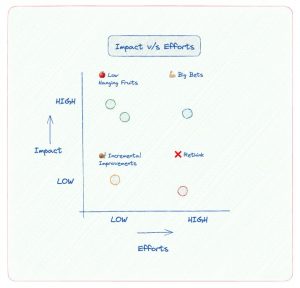 Impact v/s Efforts
Low
Hanging Fruits
Big Bets
HIGH
Impact
Incremental
Improvements
Rethink
LOW
LOW
HIGH
Efforts